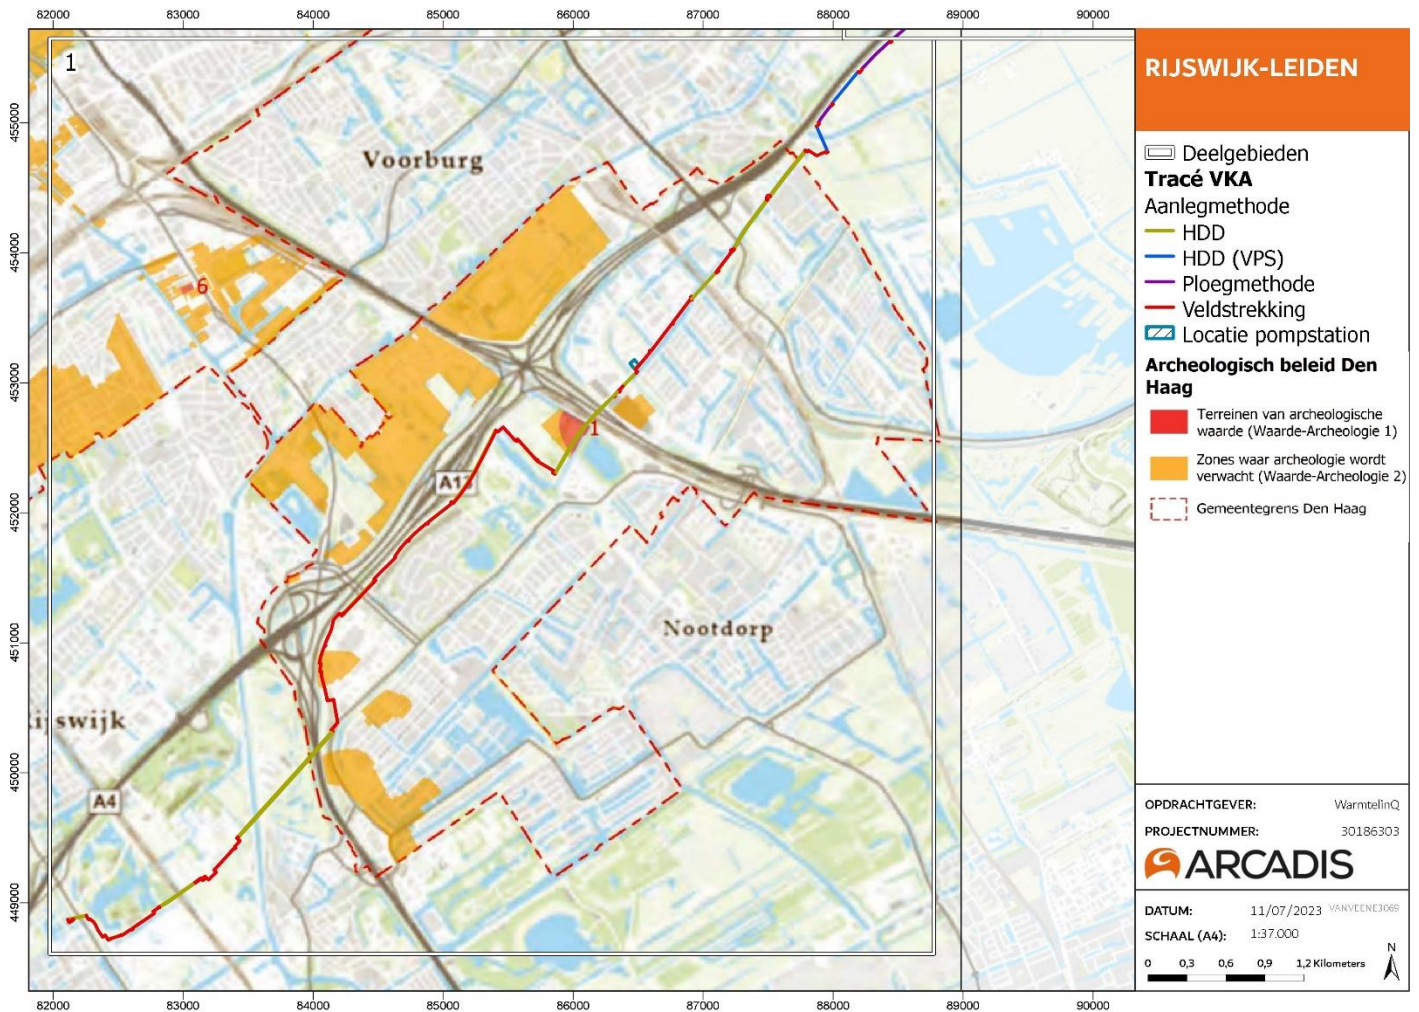 82000 83000 84000 85000 86000 87000 88000 89000 90000
455000
454000
453000
452000
451000
450000
449000
1
Voorburg
6
1
A13
Nootdorp
ijswijk
A4
82000 83000 84000 85000 86000 87000 88000 89000 90000
RIJSWIJK-LEIDEN
Deelgebieden
Tracé VKA
Aanlegmethode
HDD
HDD (VPS)
Ploegmethode
Veldstrekking
Locatie pompstation
Archeologisch beleid Den
Haag
Terreinen van archeologische
waarde (Waarde-Archeologie 1)
Zones waar archeologie wordt
verwacht (Waarde-Archeologie 2)
Gemeentegrens Den Haag
OPDRACHTGEVER: WarmtelinQ
PROJECTNUMMER: 30186303
ARCADIS
DATUM: 11/07/2023 VANVEENE3069
SCHAAL (A4): 1:37.000
N
0 0,3 0,6 0,9 1,2 Kilometers